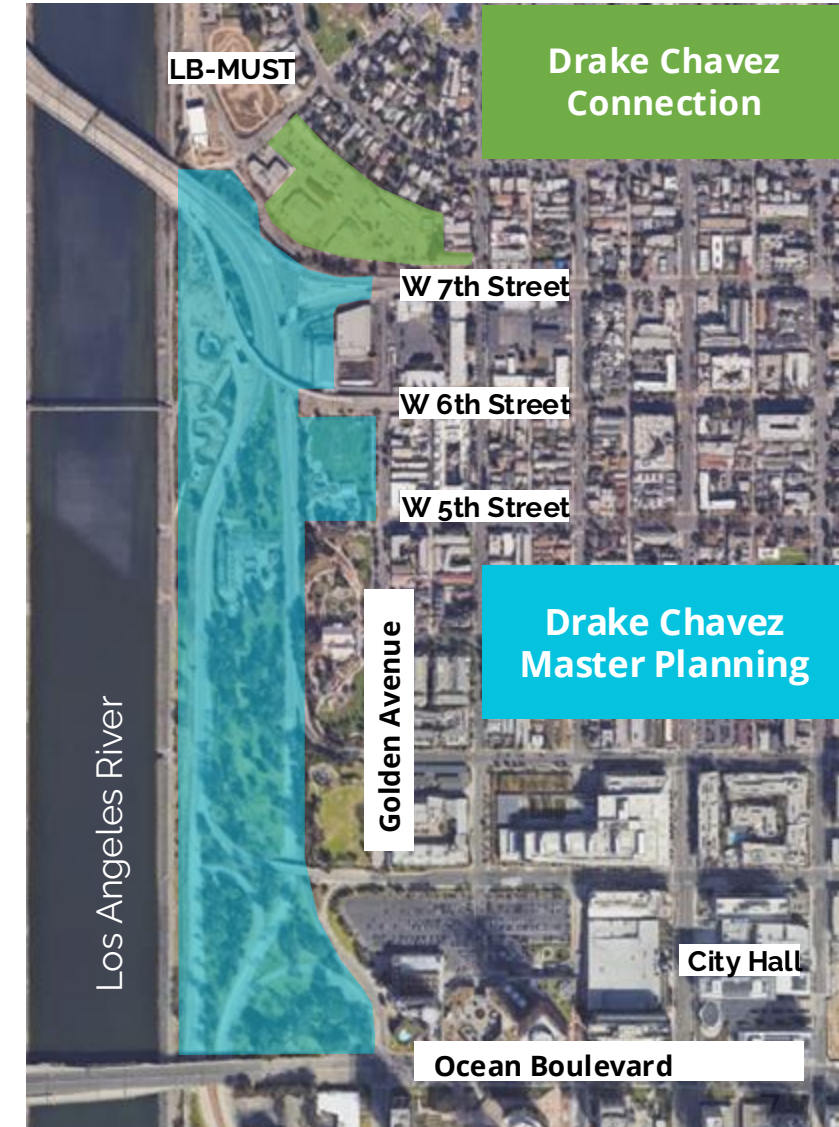 LB-MUST
Drake Chavez
Connection
W 7th Street
W 6th Street
W 5th Street
Drake Chavez
Master Planning
Golden Avenue
Los Angeles River
City Hall
Ocean Boulevard